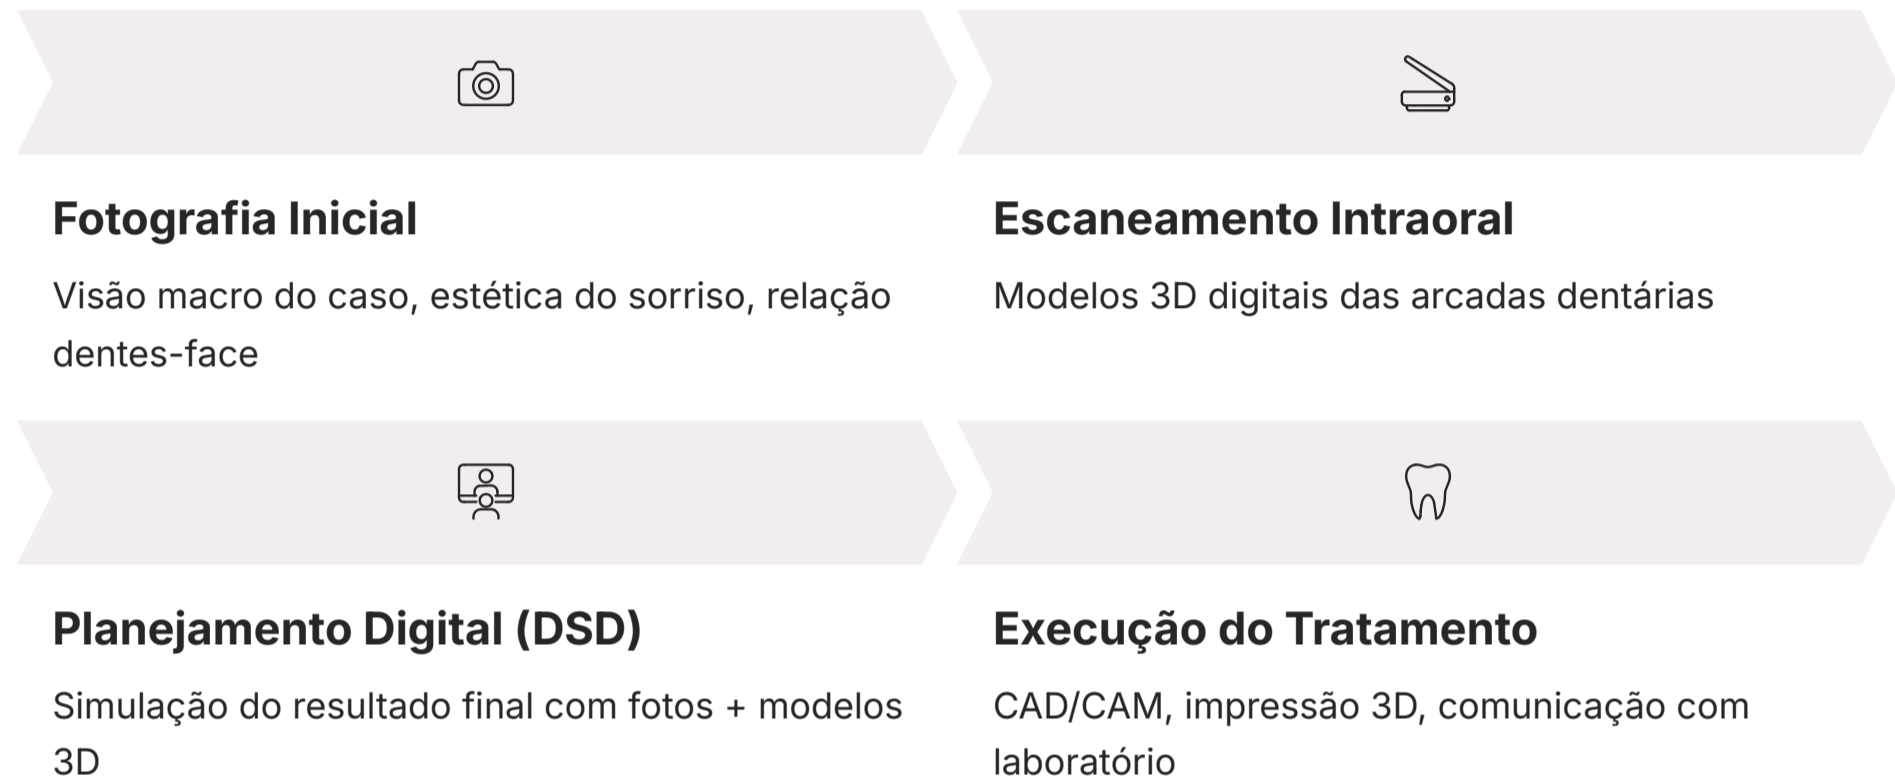 Fotografia Inicial
Visão macro do caso, estética do sorriso, relação
dentes-face
Escaneamento Intraoral
Modelos 3D digitais das arcadas dentárias
Planejamento Digital (DSD)
Simulação do resultado final com fotos + modelos
3D
Execução do Tratamento
CAD/CAM, impressão 3D, comunicação com
laboratório